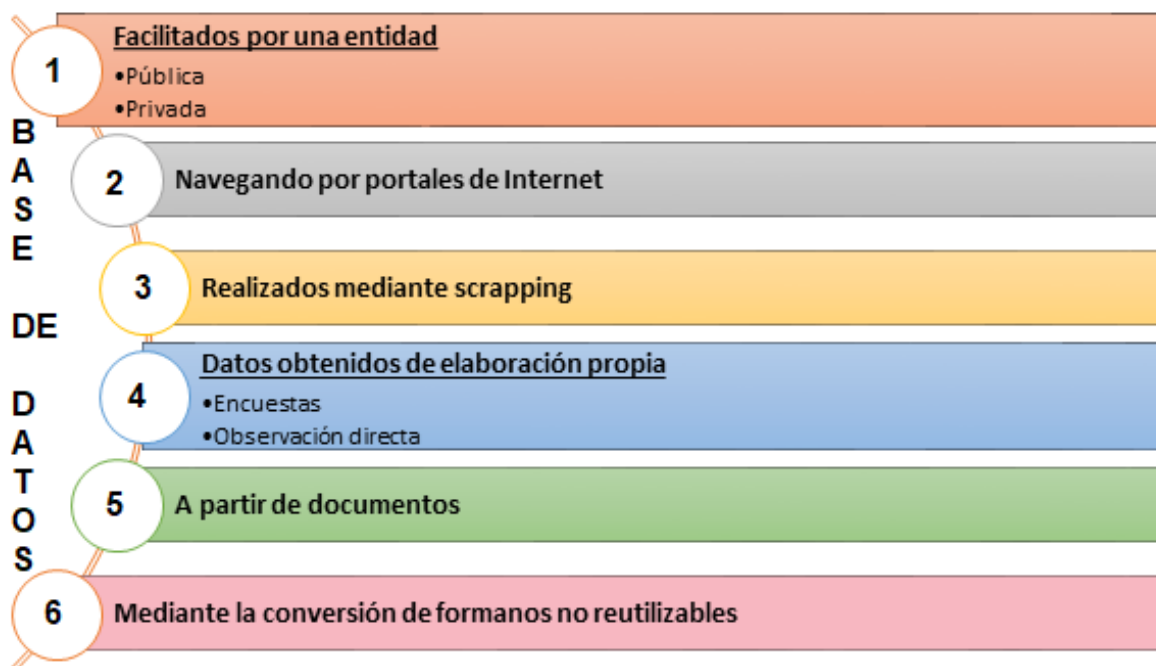 BASE DE DATOS
1
Facilitados por una entidad
•Pública
•Privada
2
Navegando por portales de Internet
3
Realizados mediante scrapping
4
Datos obtenidos de elaboración propia
•Encuestas
•Observación directa
5
A partir de documentos
6
Mediante la conversión de formanos no reutilizables